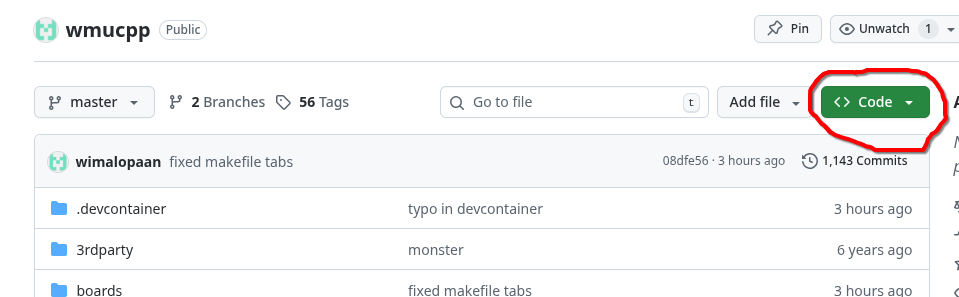 wmucpp Public Pin Unwatch 1
master 2 Branches 56 Tags Go to file t Add file <> Code
wimalopaan fixed makefile tabs 08dfe56 · 3 hours ago 1,143 Commits
.devcontainer typo in devcontainer 3 hours ago
3rdparty monster 6 years ago
boards fixed makefile tabs 3 hours ago